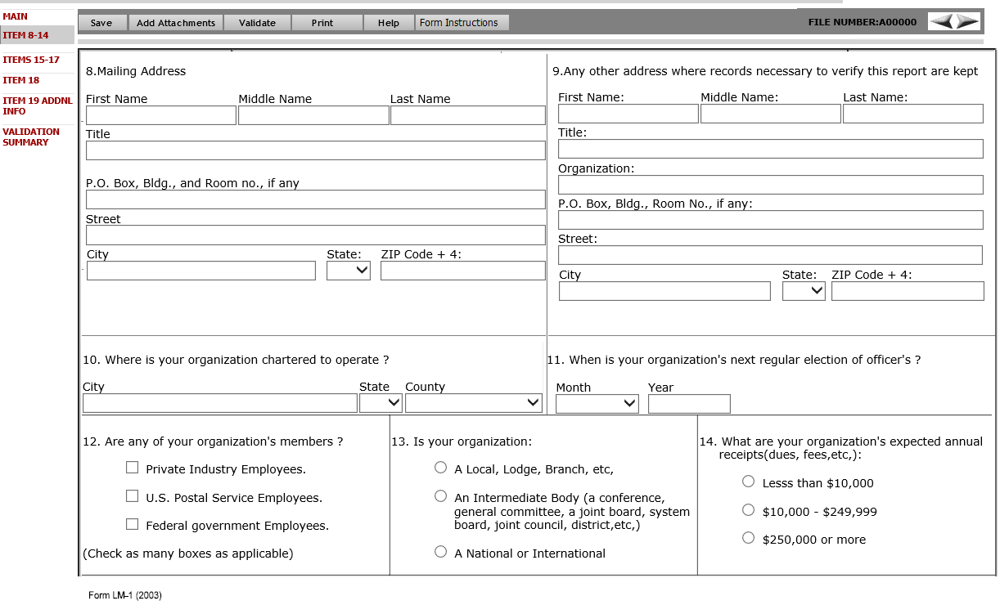 MAIN
ITEM 8-14
ITEMS 15-17
ITEM 18
ITEM 19 ADDNL
INFO
VALIDATION
SUMMARY
Save Add Attachments Validate Print Help Form Instructions FILE NUMBER:A00000
8.Mailing Address
First Name Middle Name Last Name
Title
P.O. Box, Bldg., and Room no., if any
Street
City State: ZIP Code + 4:
9.Any other address where records necessary to verify this report are kept
First Name: Middle Name: Last Name:
Title:
Organization:
P.O. Box, Bldg., Room No., if any:
Street:
City State: ZIP Code + 4:
10. Where is your organization chartered to operate ?
City State County
11. When is your organization's next regular election of officer's ?
Month Year
12. Are any of your organization's members ?
Private Industry Employees.
U.S. Postal Service Employees.
Federal government Employees.
(Check as many boxes as applicable)
13. Is your organization:
A Local, Lodge, Branch, etc,
An Intermediate Body (a conference,
general committee, a joint board, system
board, joint council, district,etc,)
A National or International
14. What are your organization's expected annual
receipts(dues, fees,etc,):
Lesss than $10,000
$10,000 - $249,999
$250,000 or more
Form LM-1 (2003)